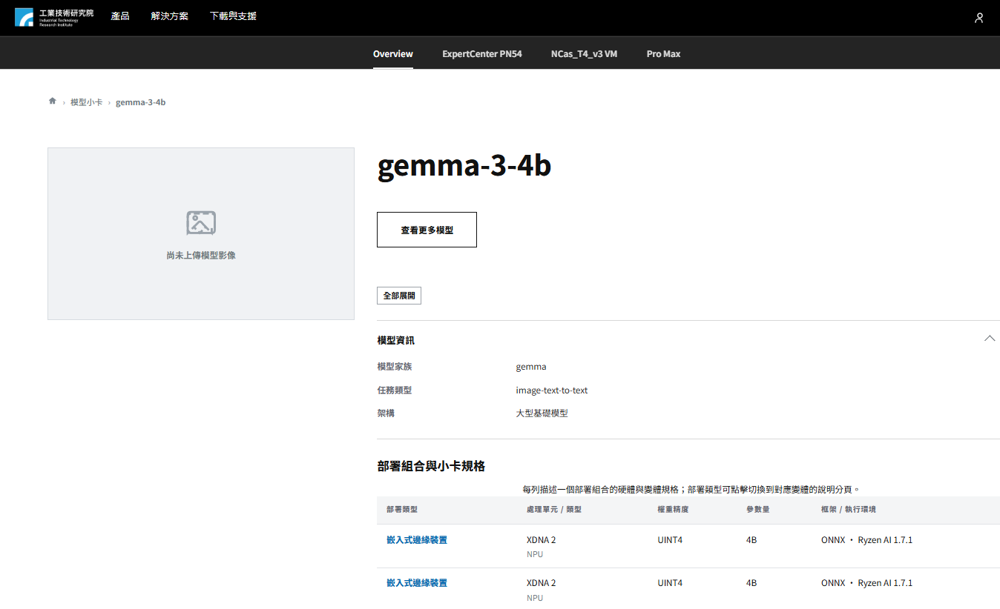 工業技術研究院
Industrial Technology
Research Institute
產品
解決方案
下載與支援
Overview
ExpertCenter PN54
NCas_T4_v3 VM
Pro Max
› 模型小卡 › gemma-3-4b
尚未上傳模型影像
gemma-3-4b
查看更多模型
全部展開
模型資訊
模型家族 gemma
任務類型 image-text-to-text
架構 大型基礎模型
部署組合與小卡規格
每列描述一個部署組合的硬體與變體規格；部署類型可點擊切換到對應變體的說明分頁。
部署類型 處理單元 / 類型 權重精度 參數量 框架 / 執行環境
嵌入式邊緣裝置 XDNA 2 UINT4 4B ONNX ・ Ryzen AI 1.7.1
NPU
嵌入式邊緣裝置 XDNA 2 UINT4 4B ONNX ・ Ryzen AI 1.7.1
NPU